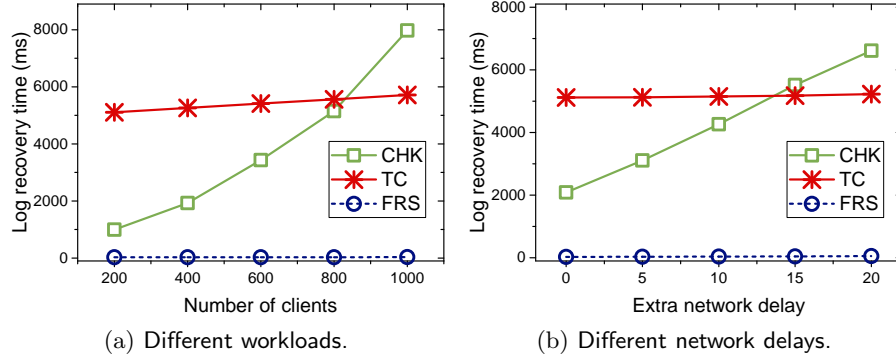 Log recovery time (ms)
8000
6000
4000
2000
0
CHK
TC
FRS
200 400 600 800 1000
Number of clients
(a) Different workloads.
Log recovery time (ms)
8000
6000
4000
2000
0
CHK
TC
FRS
0 5 10 15 20
Extra network delay
(b) Different network delays.